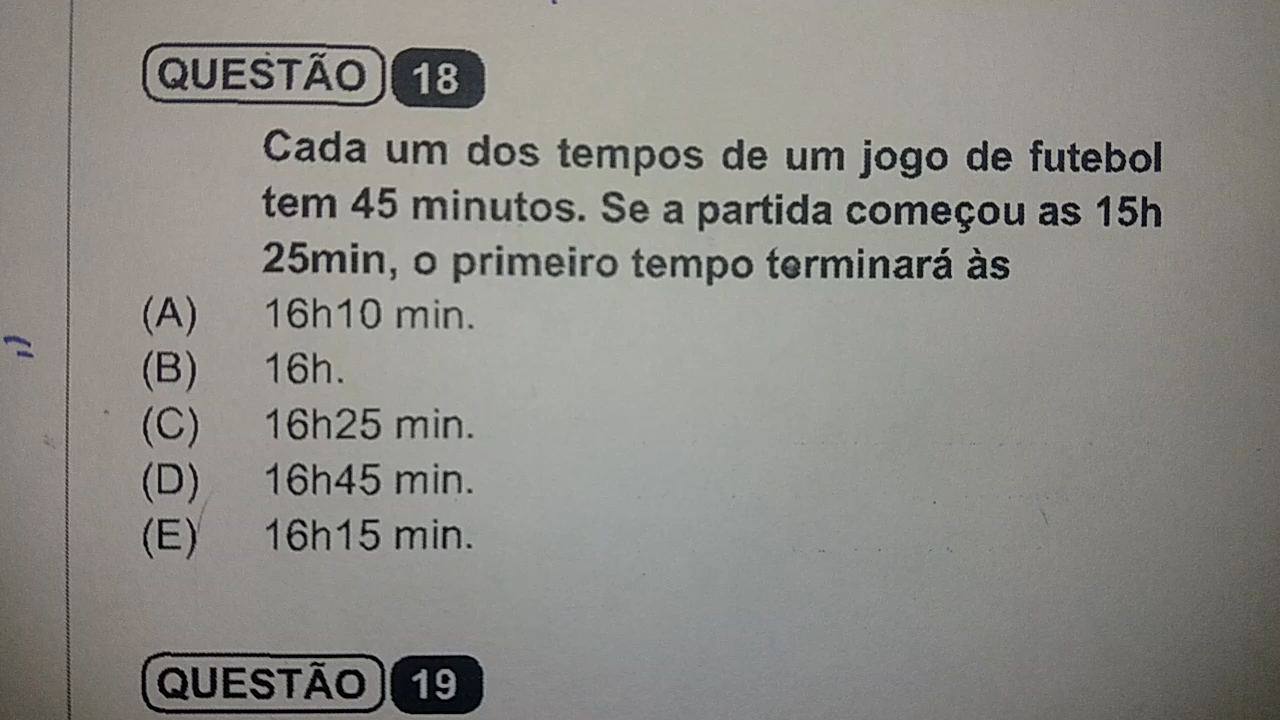 QUESTÃO 18
Cada um dos tempos de um jogo de futebol
tem 45 minutos. Se a partida começou as 15h
25min, o primeiro tempo terminará às
(A) 16h10 min.
(B) 16h.
(C) 16h25 min.
(D) 16h45 min.
(E) 16h15 min.
QUESTÃO 19